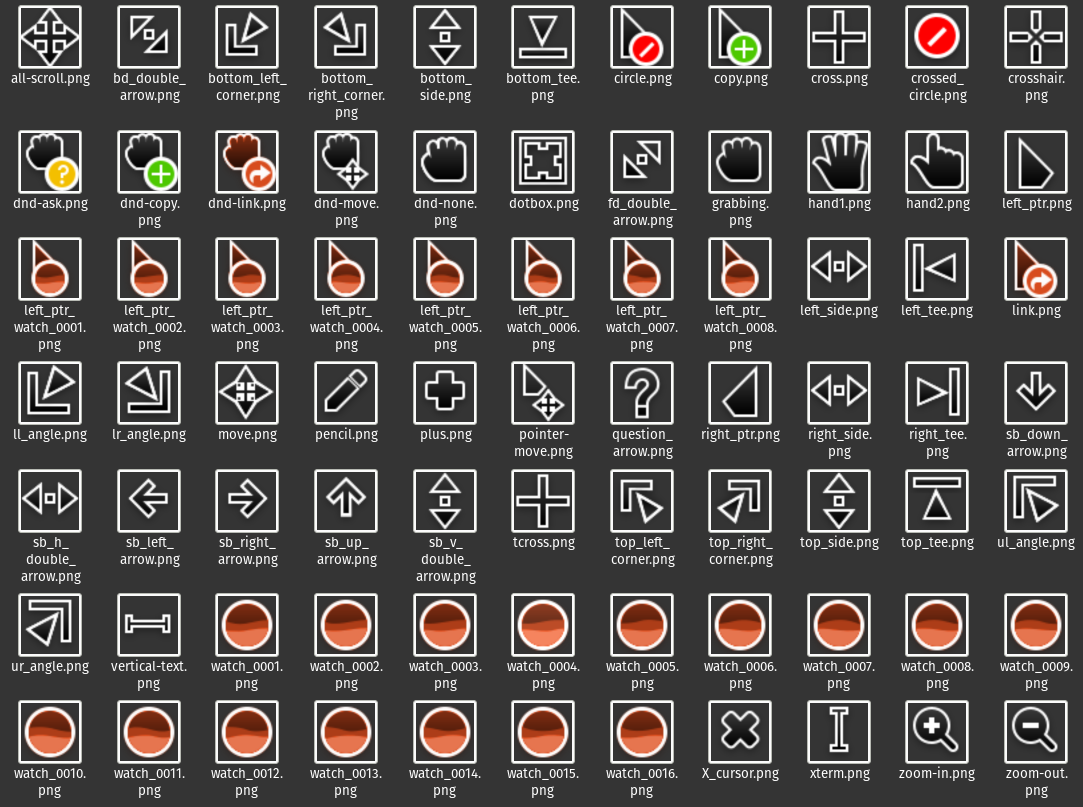 all-scroll.png
bd_double_
arrow.png
bottom_left_
corner.png
bottom_
right_corner.
png
bottom_
side.png
bottom_tee.
png
circle.png
copy.png
cross.png
crossed_
circle.png
crosshair.
png
dnd-ask.png
dnd-copy.
png
dnd-link.png
dnd-move.
png
dnd-none.
png
dotbox.png
fd_double_
arrow.png
grabbing.
png
hand1.png
hand2.png
left_ptr.png
left_ptr_
watch_0001.
png
left_ptr_
watch_0002.
png
left_ptr_
watch_0003.
png
left_ptr_
watch_0004.
png
left_ptr_
watch_0005.
png
left_ptr_
watch_0006.
png
left_ptr_
watch_0007.
png
left_ptr_
watch_0008.
png
left_side.png
left_tee.png
link.png
ll_angle.png
lr_angle.png
move.png
pencil.png
plus.png
pointer-
move.png
question_
arrow.png
right_ptr.png
right_side.
png
right_tee.
png
sb_down_
arrow.png
sb_h_
double_
arrow.png
sb_left_
arrow.png
sb_right_
arrow.png
sb_up_
arrow.png
sb_v_
double_
arrow.png
tcross.png
top_left_
corner.png
top_right_
corner.png
top_side.png
top_tee.png
ul_angle.png
ur_angle.png
vertical-text.
png
watch_0001.
png
watch_0002.
png
watch_0003.
png
watch_0004.
png
watch_0005.
png
watch_0006.
png
watch_0007.
png
watch_0008.
png
watch_0009.
png
watch_0010.
png
watch_0011.
png
watch_0012.
png
watch_0013.
png
watch_0014.
png
watch_0015.
png
watch_0016.
png
X_cursor.png
xterm.png
zoom-in.png
zoom-out.
png